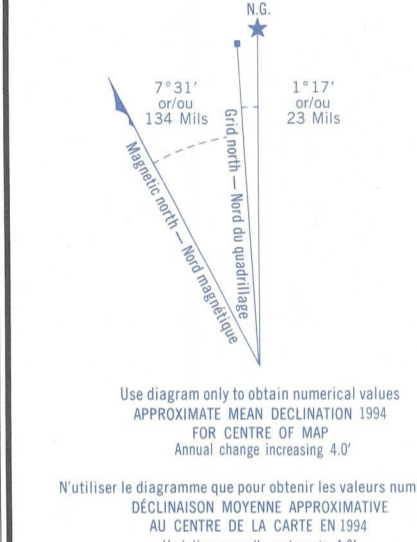 N.G.
7°31'
or/ou
134 Mils
1°17'
or/ou
23 Mils
Grid north — Nord du quadrillage
Magnetic north — Nord magnétique
Use diagram only to obtain numerical values
APPROXIMATE MEAN DECLINATION 1994
FOR CENTRE OF MAP
Annual change increasing 4.0'
N'utiliser le diagramme que pour obtenir les valeurs num
DÉCLINAISON MOYENNE APPROXIMATIVE
AU CENTRE DE LA CARTE EN 1994